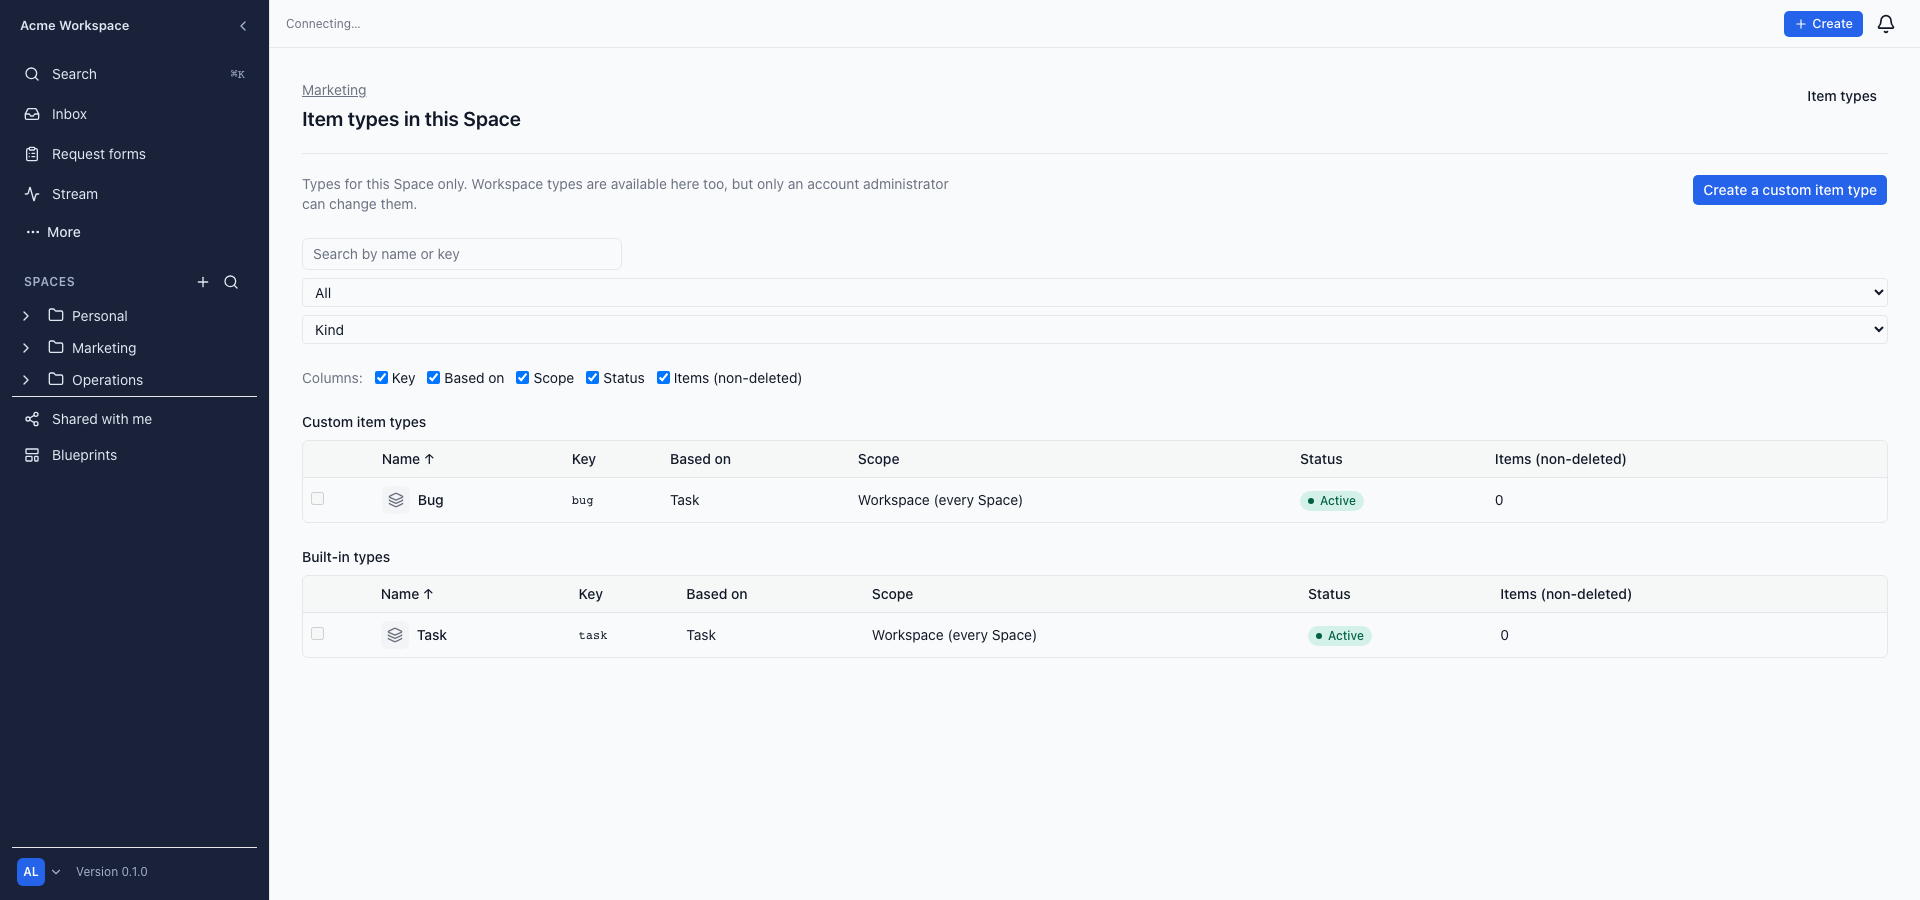 Acme Workspace
Search ⌘K
Inbox
Request forms
Stream
More
SPACES
Personal
Marketing
Operations
Shared with me
Blueprints
AL Version 0.1.0
Connecting...
+ Create
Marketing
Item types in this Space
Item types
Types for this Space only. Workspace types are available here too, but only an account administrator
can change them.
Create a custom item type
Search by name or key
All
Kind
Columns: Key Based on Scope Status Items (non-deleted)
Custom item types
Name ↑ Key Based on Scope Status Items (non-deleted)
Bug bug Task Workspace (every Space) Active 0
Built-in types
Name ↑ Key Based on Scope Status Items (non-deleted)
Task task Task Workspace (every Space) Active 0